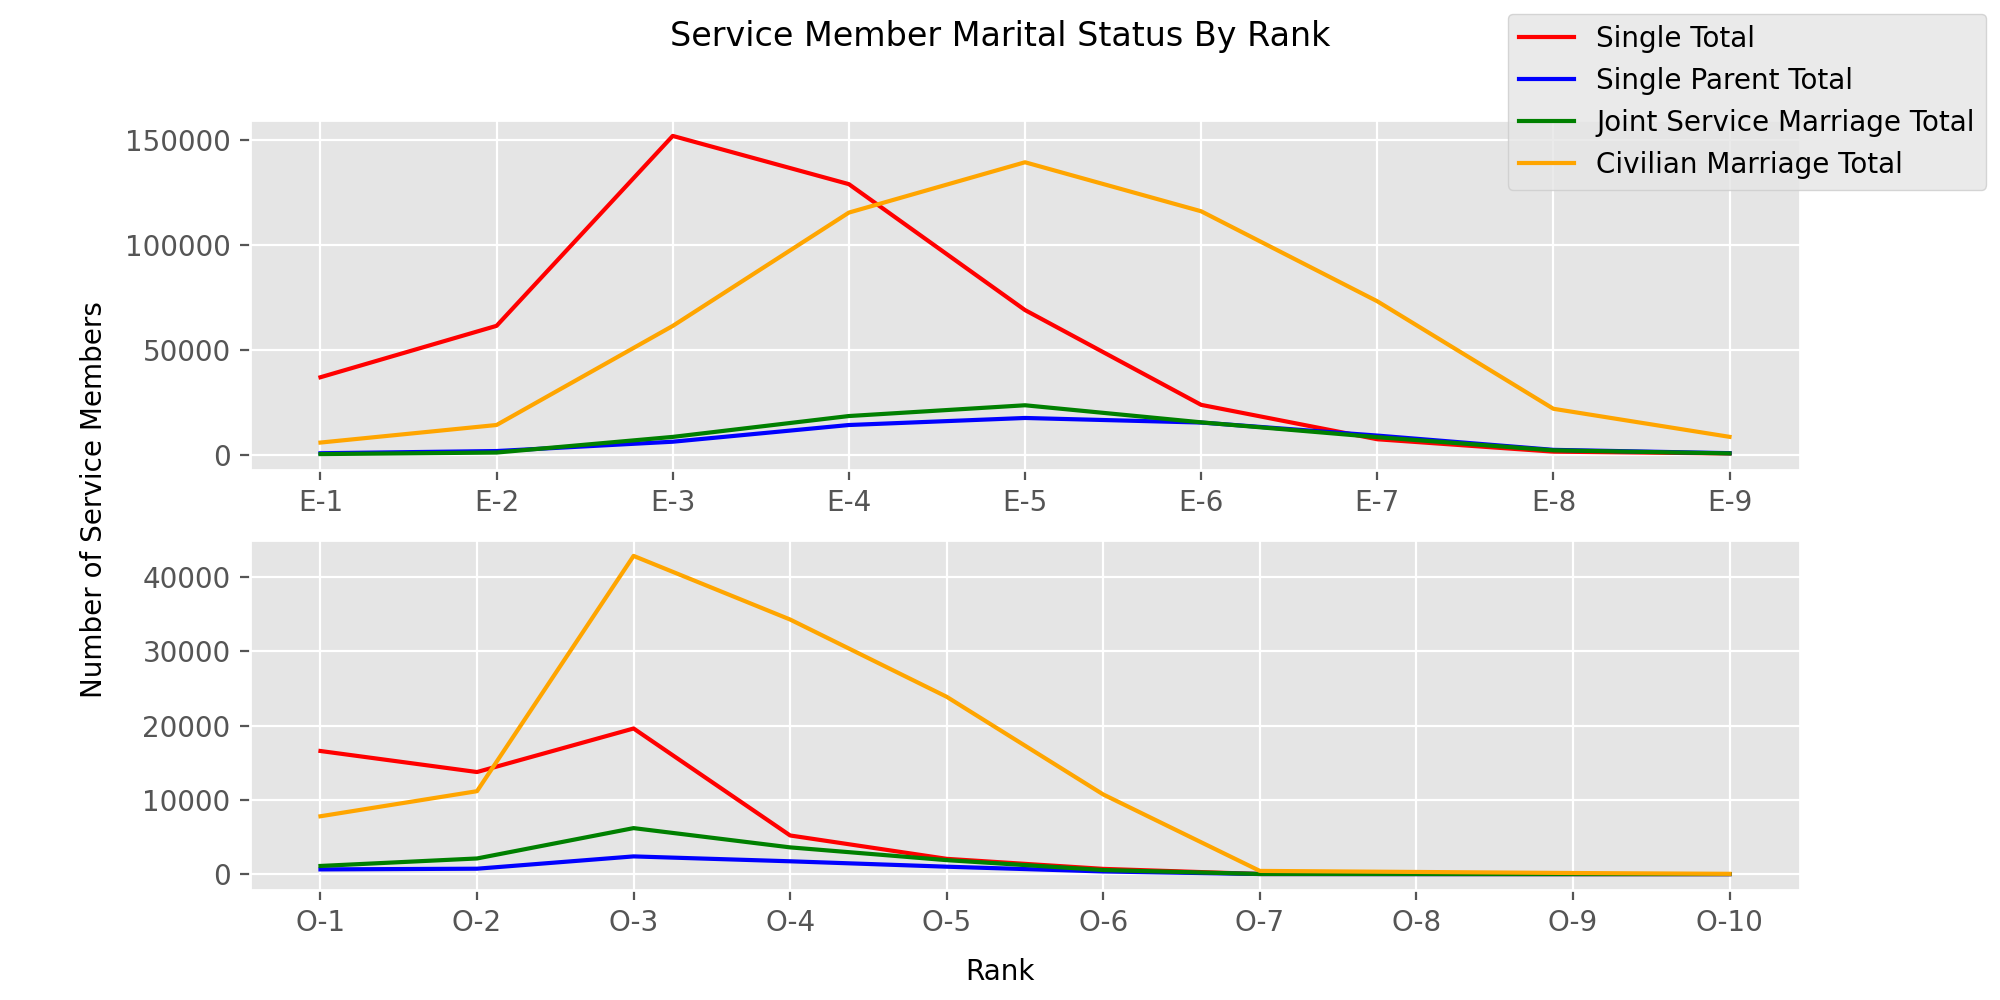 Service Member Marital Status By Rank
Single Total
Single Parent Total
Joint Service Marriage Total
Civilian Marriage Total
Number of Service Members
150000
100000
50000
0
E-1 E-2 E-3 E-4 E-5 E-6 E-7 E-8 E-9
40000
30000
20000
10000
0
O-1 O-2 O-3 O-4 O-5 O-6 O-7 O-8 O-9 O-10
Rank